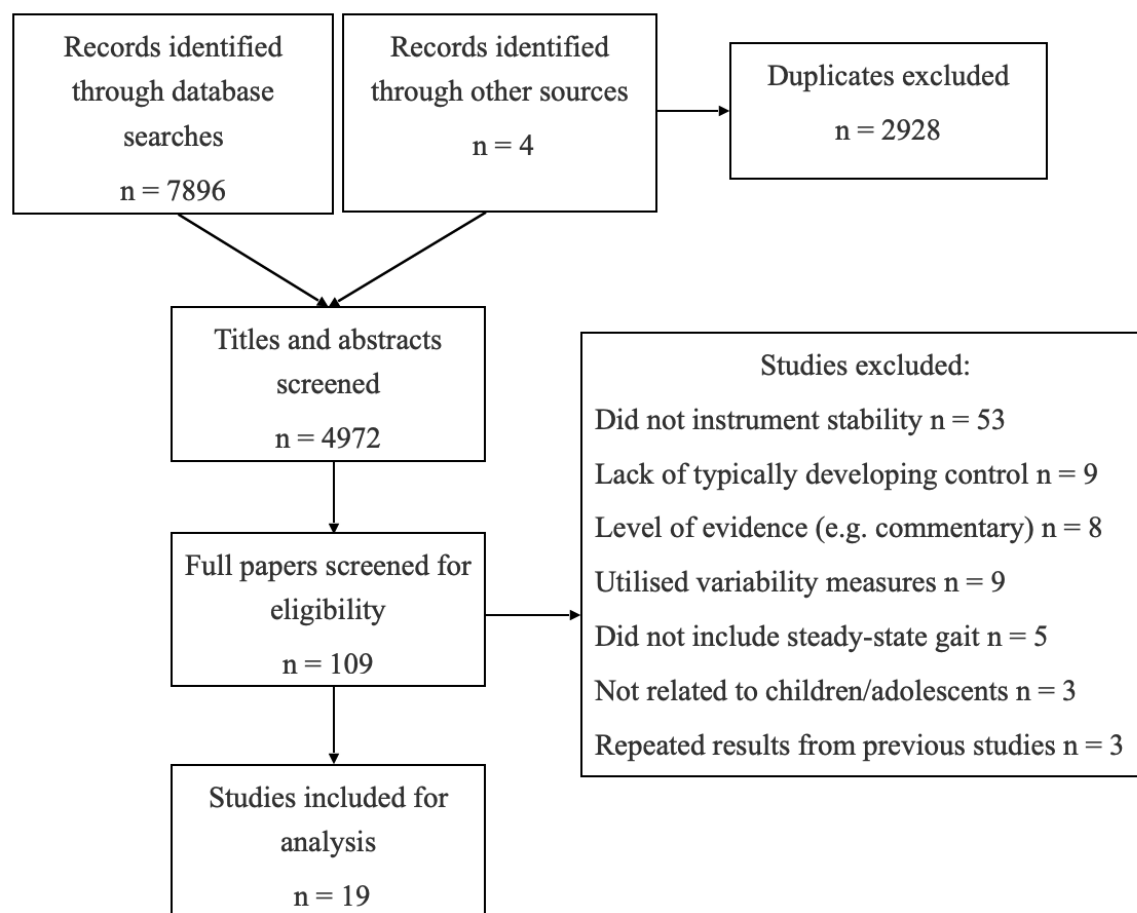 Records identified
through database
searches
n = 7896
Records identified
through other sources
n = 4
Duplicates excluded
n = 2928
Titles and abstracts
screened
n = 4972
Full papers screened for
eligibility
n = 109
Studies excluded:
Did not instrument stability n = 53
Lack of typically developing control n = 9
Level of evidence (e.g. commentary) n = 8
Utilised variability measures n = 9
Did not include steady-state gait n = 5
Not related to children/adolescents n = 3
Repeated results from previous studies n = 3
Studies included for
analysis
n = 19